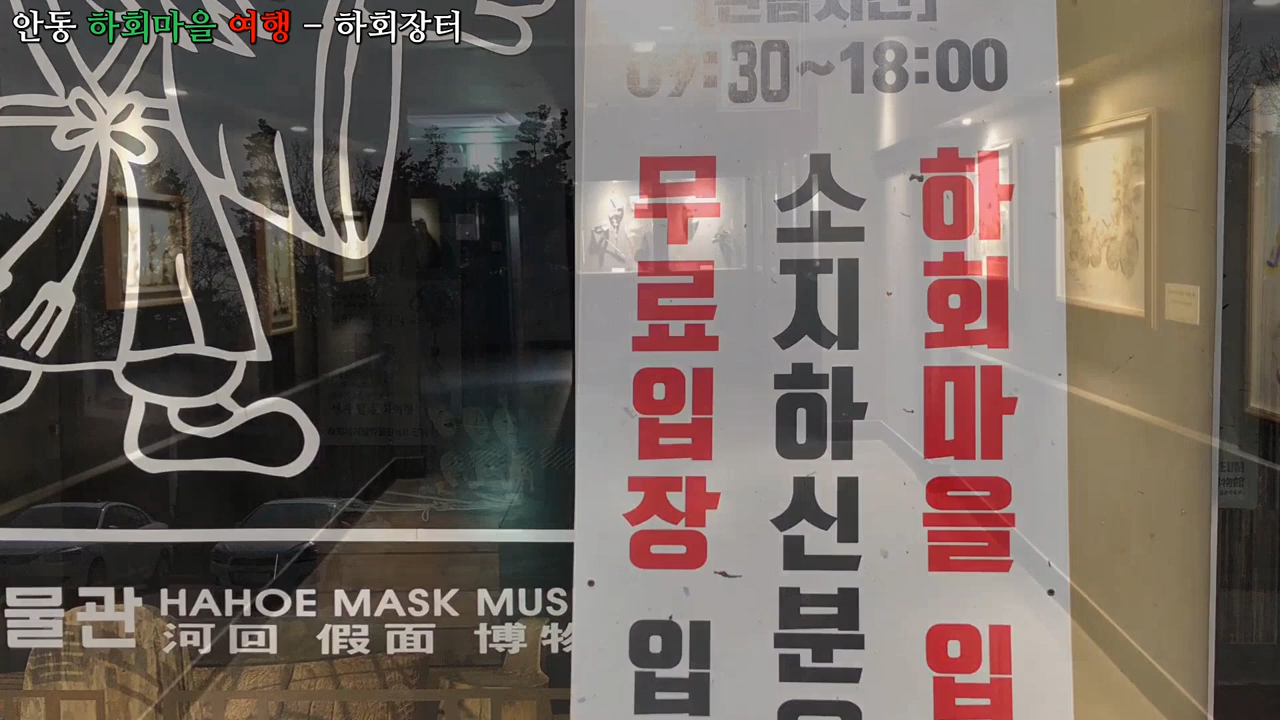 안동 하회마을 여행 - 하회장터
09:30~18:00
하회마을 입
소지하신 분은
무료입장 입
물관 HAHOE MASK MUS
河回 假面 博物